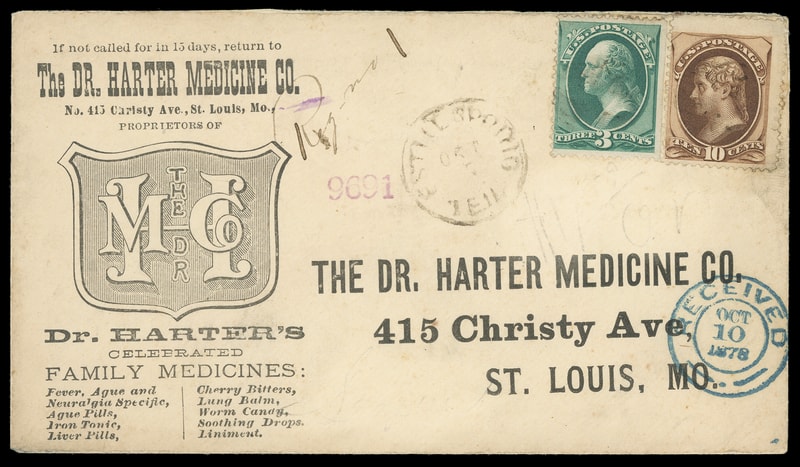 If not called for in 15 days, return to
The DR. HARTER MEDICINE CO.
No. 415 Christy Ave., St. Louis, Mo.,
PROPRIETORS OF
THE DR
H
M Co
Dr. HARTER'S
CELEBRATED
FAMILY MEDICINES:
Fever, Ague and
Neuralgia Specific,
Ague Pills,
Iron Tonic,
Liver Pills,
Cherry Bitters,
Lung Balm,
Worm Candy,
Soothing Drops.
Liniment.
9691
U.S. POSTAGE
THREE 3 CENTS
U.S. POSTAGE
TEN 10 CENTS
THE DR. HARTER MEDICINE CO.
415 Christy Ave,
ST. LOUIS, MO.
RECEIVED
OCT
10
1878